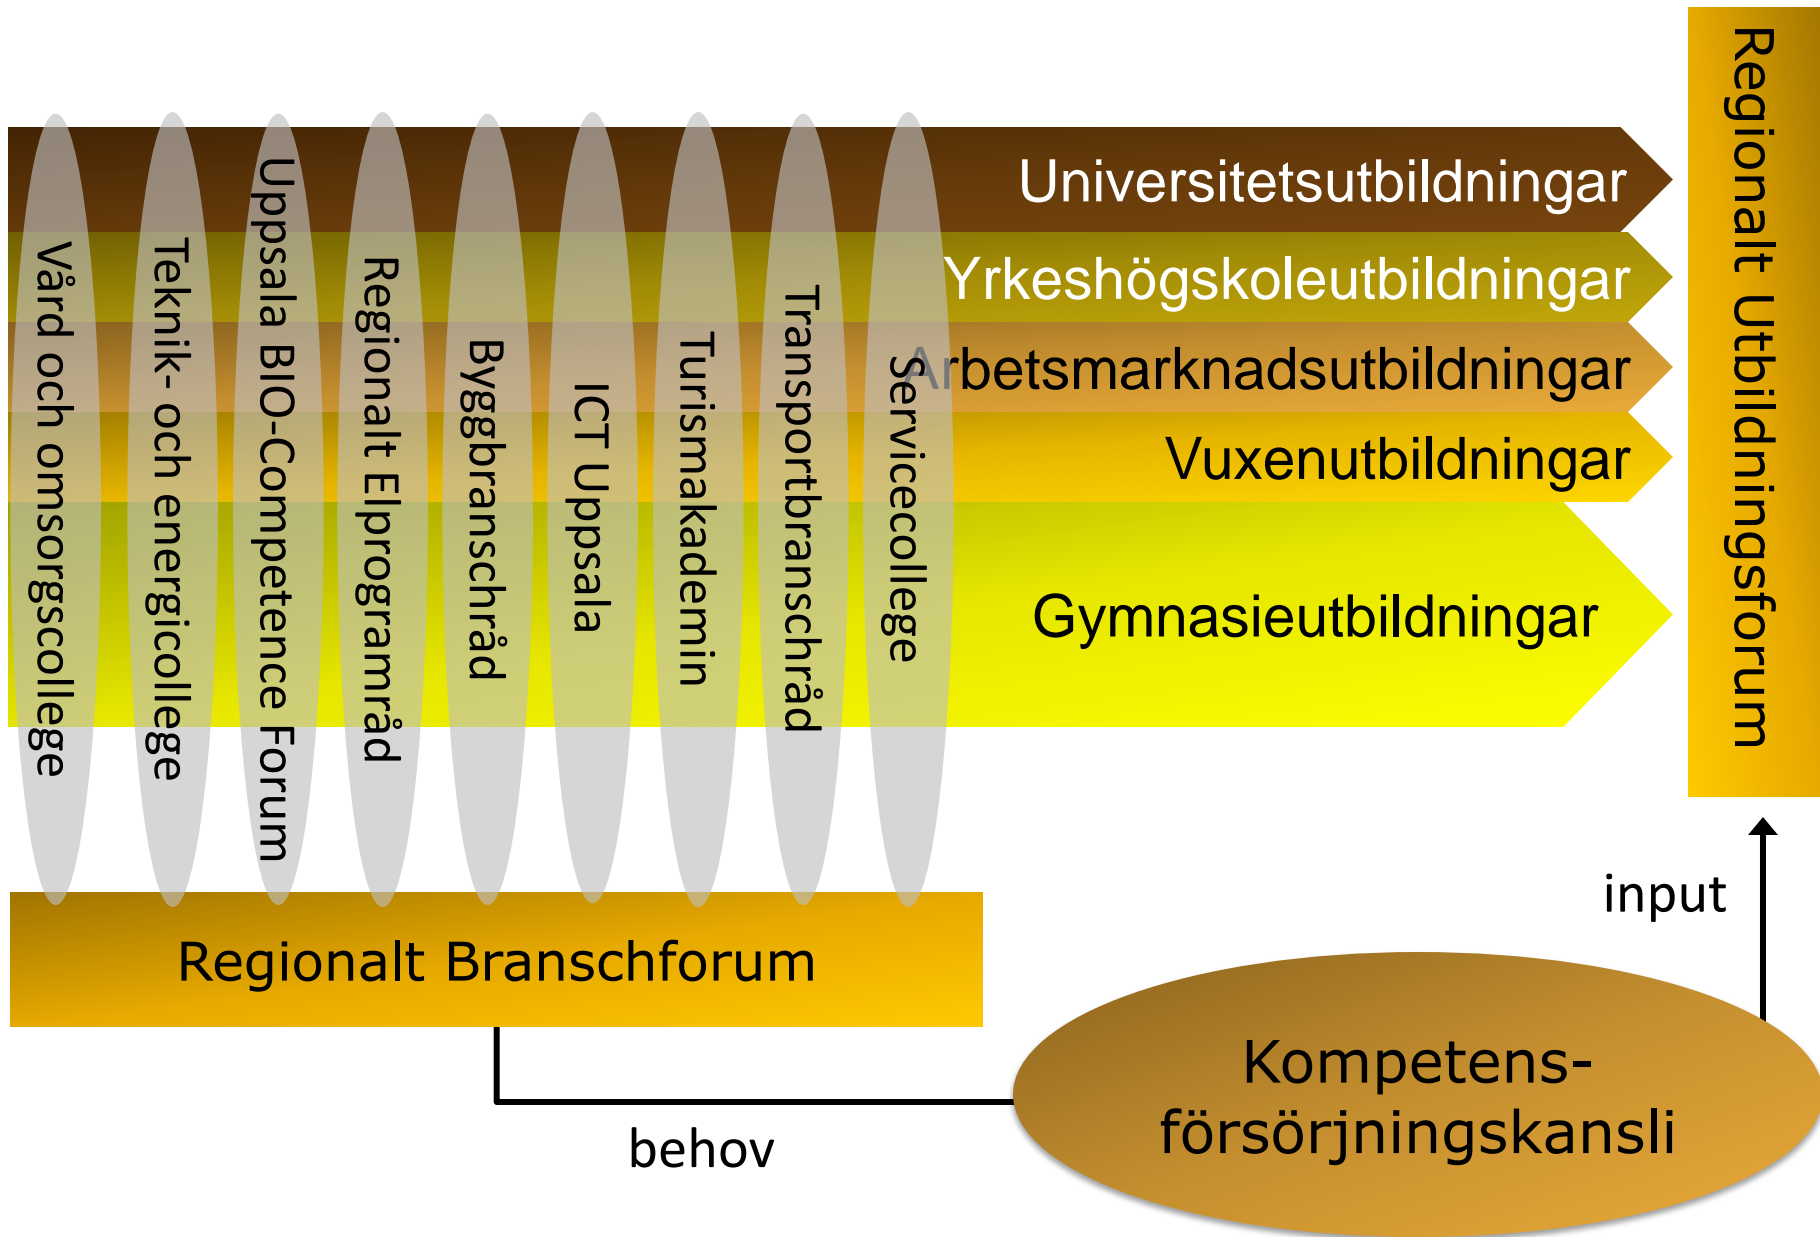 Regionalt Utbildningsforum
Universitetsutbildningar
Yrkeshögskoleutbildningar
Arbetsmarknadsutbildningar
Vuxenutbildningar
Gymnasieutbildningar
Vård och omsorgscollege
Teknik- och energicollege
Uppsala BIO-Competence Forum
Regionalt Elprogramråd
Byggbranschråd
ICT Uppsala
Turismakademin
Transportbranschråd
Servicecollege
Regionalt Branschforum
input
behov
Kompetens-
försörjningskansli